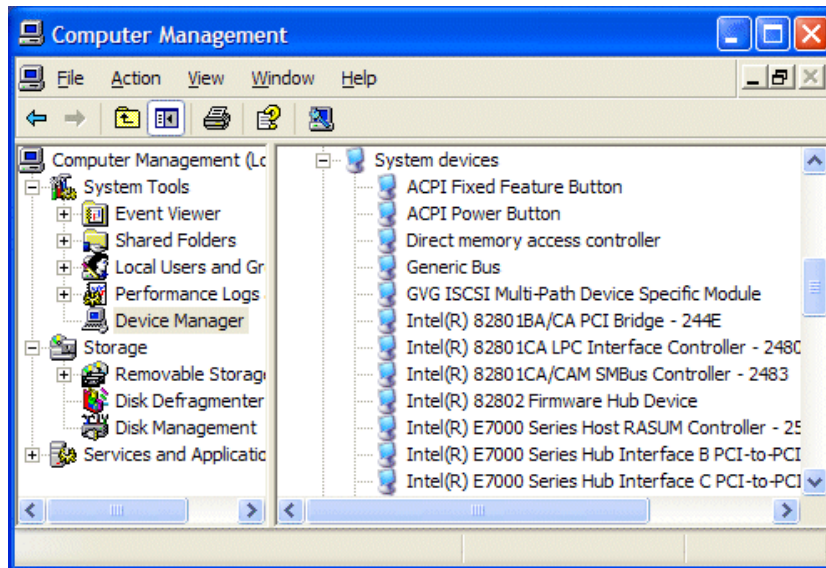 Computer Management
File Action View Window Help
Computer Management (Lo
System Tools
Event Viewer
Shared Folders
Local Users and Gr
Performance Logs
Device Manager
Storage
Removable Storag
Disk Defragmenter
Disk Management
Services and Applicatio
System devices
ACPI Fixed Feature Button
ACPI Power Button
Direct memory access controller
Generic Bus
GVG ISCSI Multi-Path Device Specific Module
Intel(R) 82801BA/CA PCI Bridge - 244E
Intel(R) 82801CA LPC Interface Controller - 2480
Intel(R) 82801CA/CAM SMBus Controller - 2483
Intel(R) 82802 Firmware Hub Device
Intel(R) E7000 Series Host RASUM Controller - 25
Intel(R) E7000 Series Hub Interface B PCI-to-PCI
Intel(R) E7000 Series Hub Interface C PCI-to-PCI